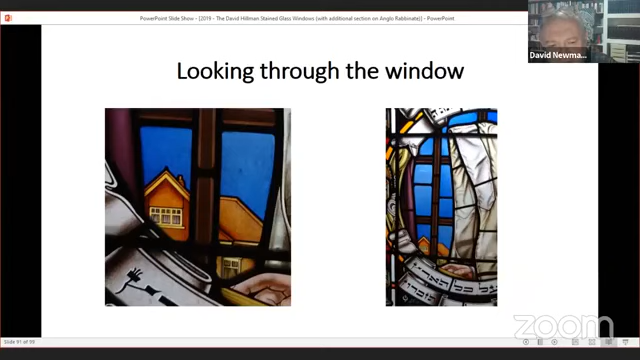 PowerPoint Slide Show - [2019 - The David Hillman Stained Glass Windows (with additional section on Anglo Rabbinate)] - PowerPoint
David Newma...
Looking through the window
Slide 91 of 98
zoom